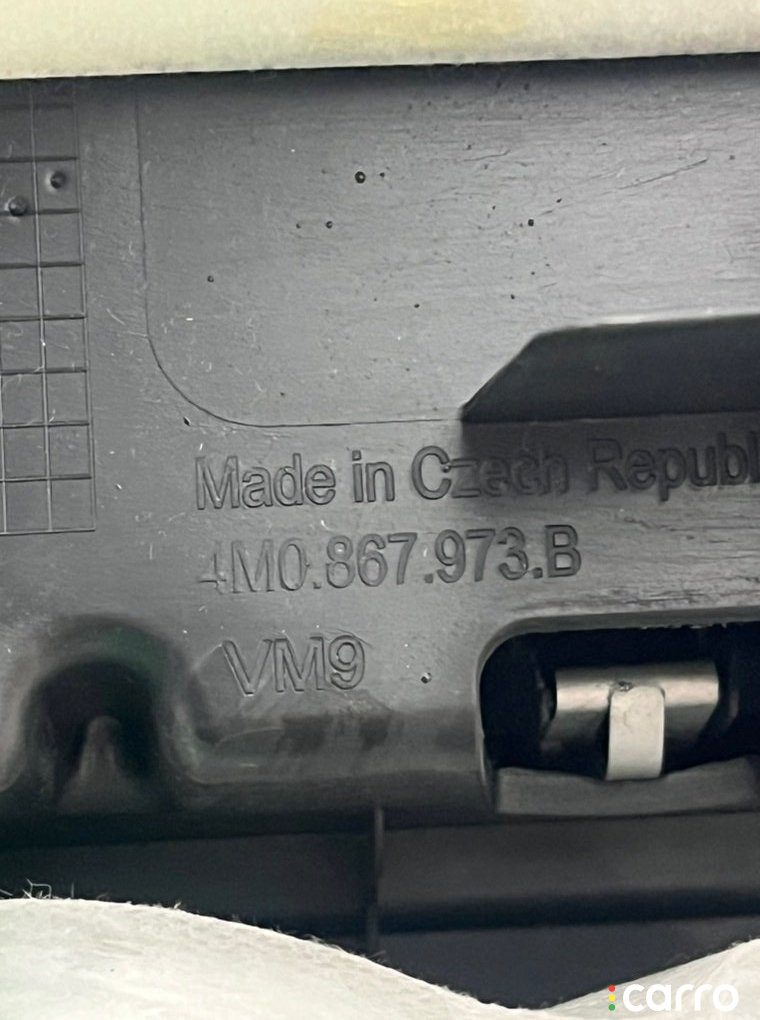 Made in Czech Republ
4M0.867.973.B
VM9
carro